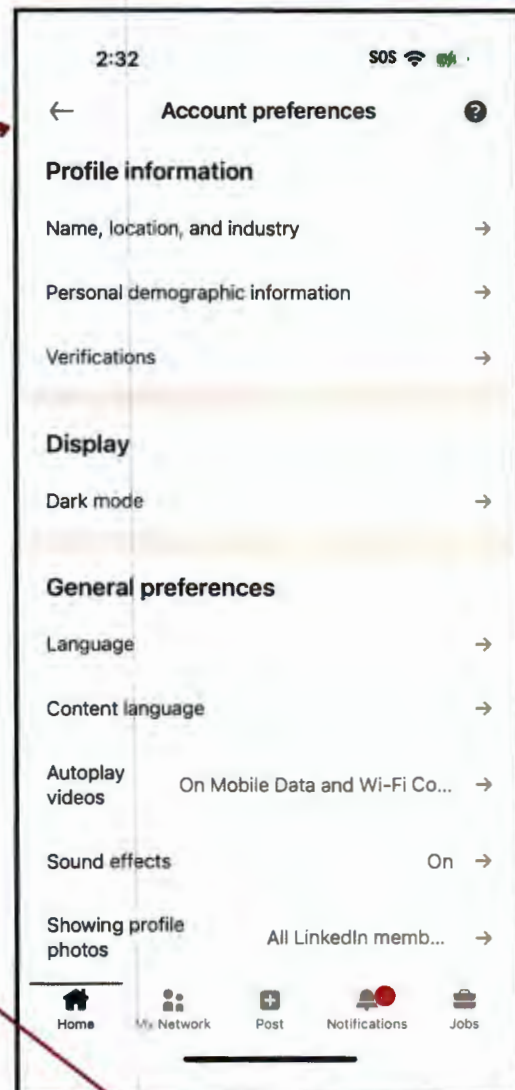 2:32 SOS
Account preferences ?
Profile information
Name, location, and industry
Personal demographic information
Verifications
Display
Dark mode
General preferences
Language
Content language
Autoplay
videos
On Mobile Data and Wi-Fi Co...
Sound effects On
Showing profile
photos
All LinkedIn memb...
Home My Network Post Notifications Jobs